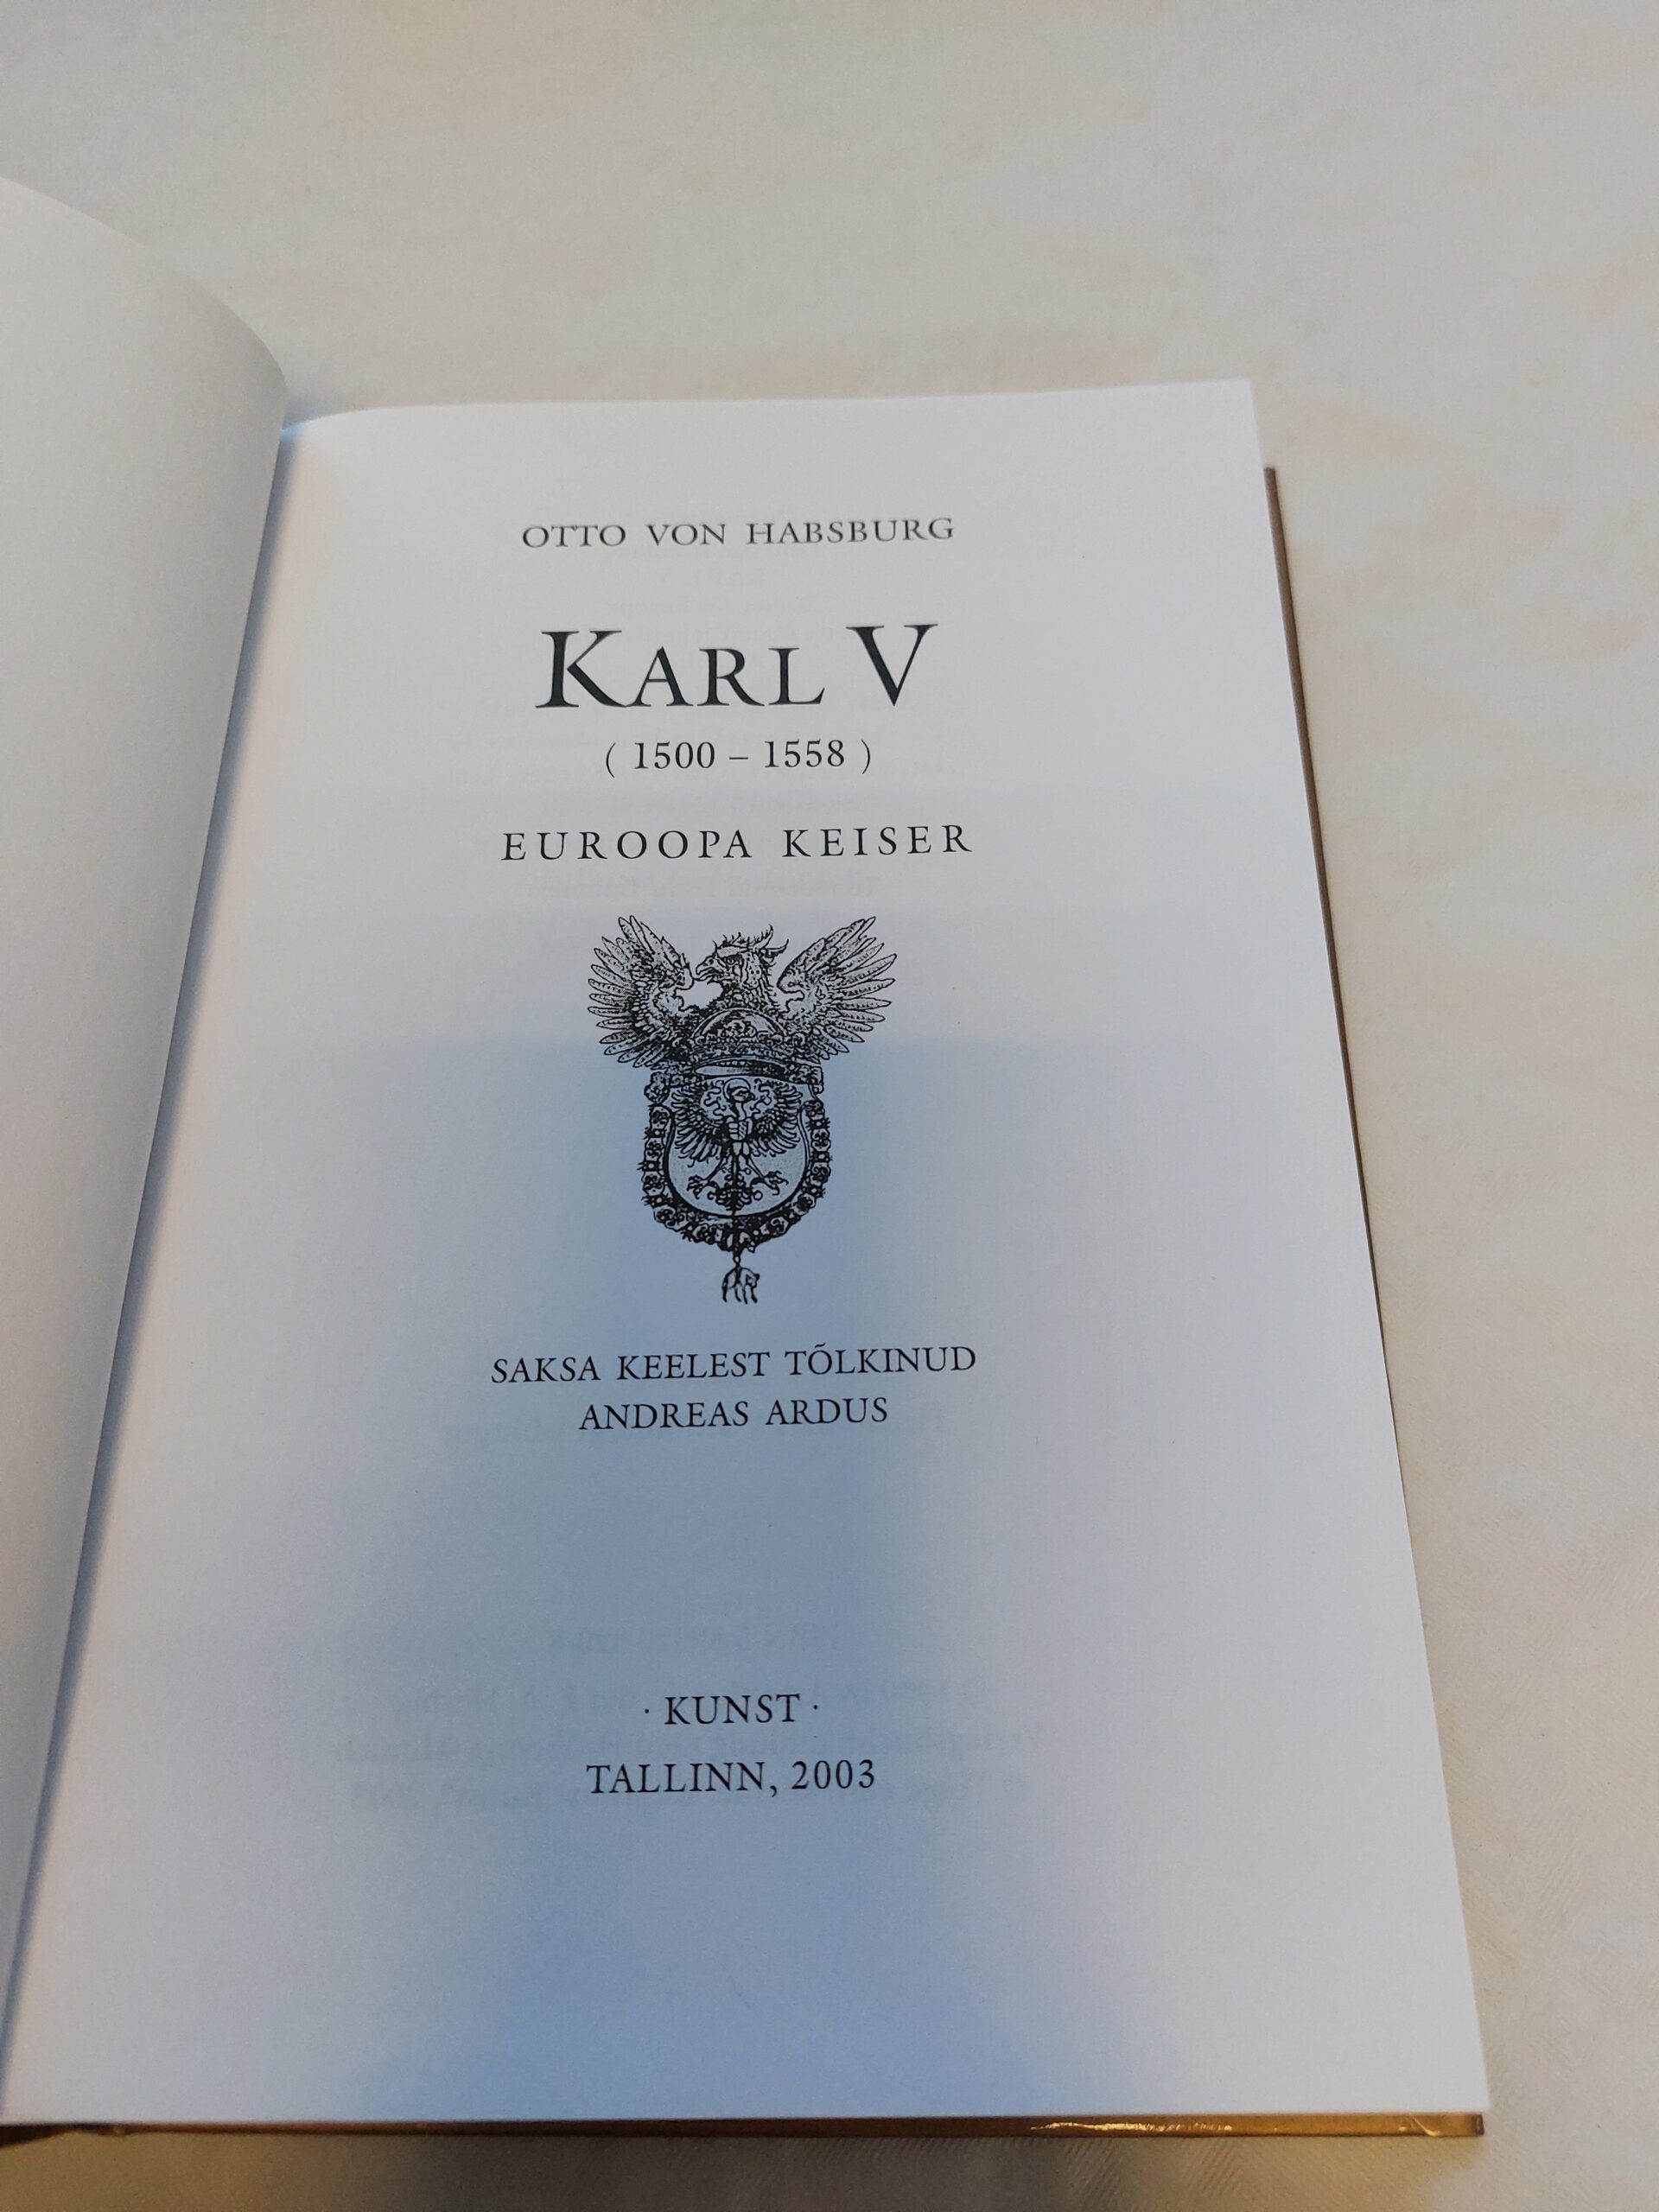 OTTO VON HABSBURG
KARL V
( 1500 – 1558 )
EUROOPA KEISER
SAKSA KEELEST TÕLKINUD
ANDREAS ARDUS
· KUNST ·
TALLINN, 2003